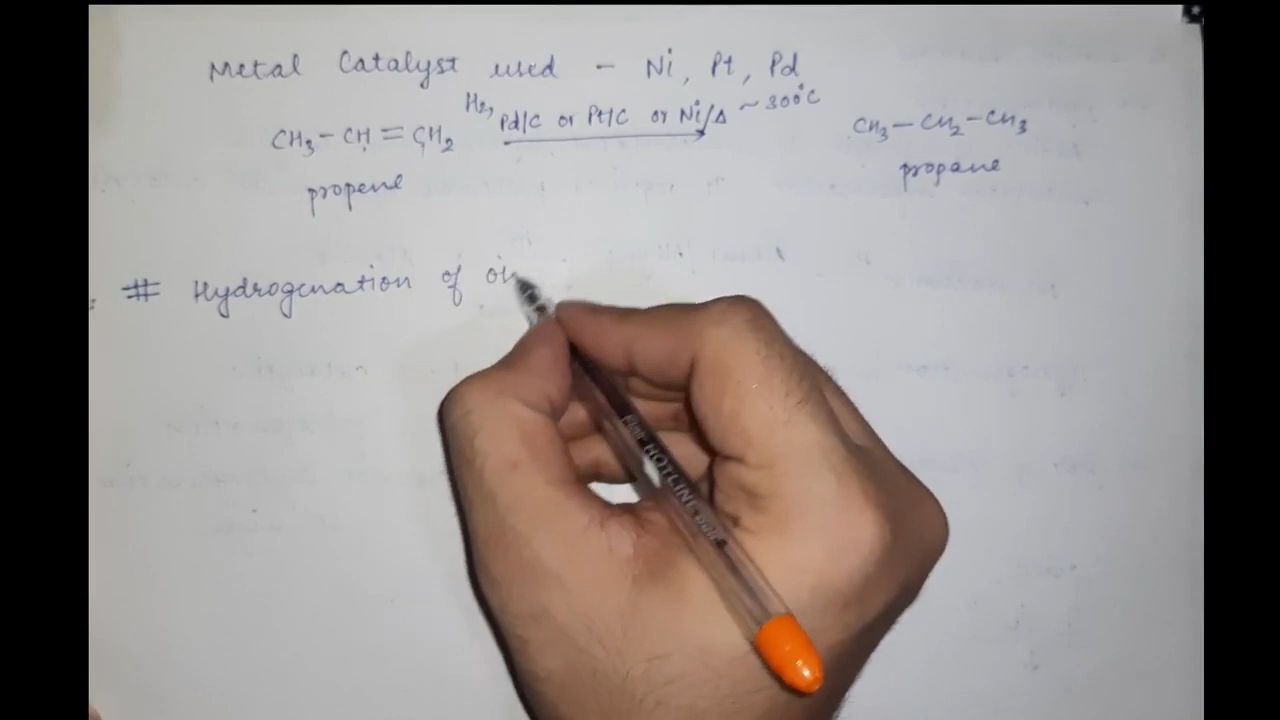 Metal Catalyst used - Ni, Pt, Pd
H2, Pd/C or Pt/C or Ni/Δ ~300°C
CH3-CH=CH2 CH3-CH2-CH3
propene propane
# Hydrogenation of oi
HOTLINE